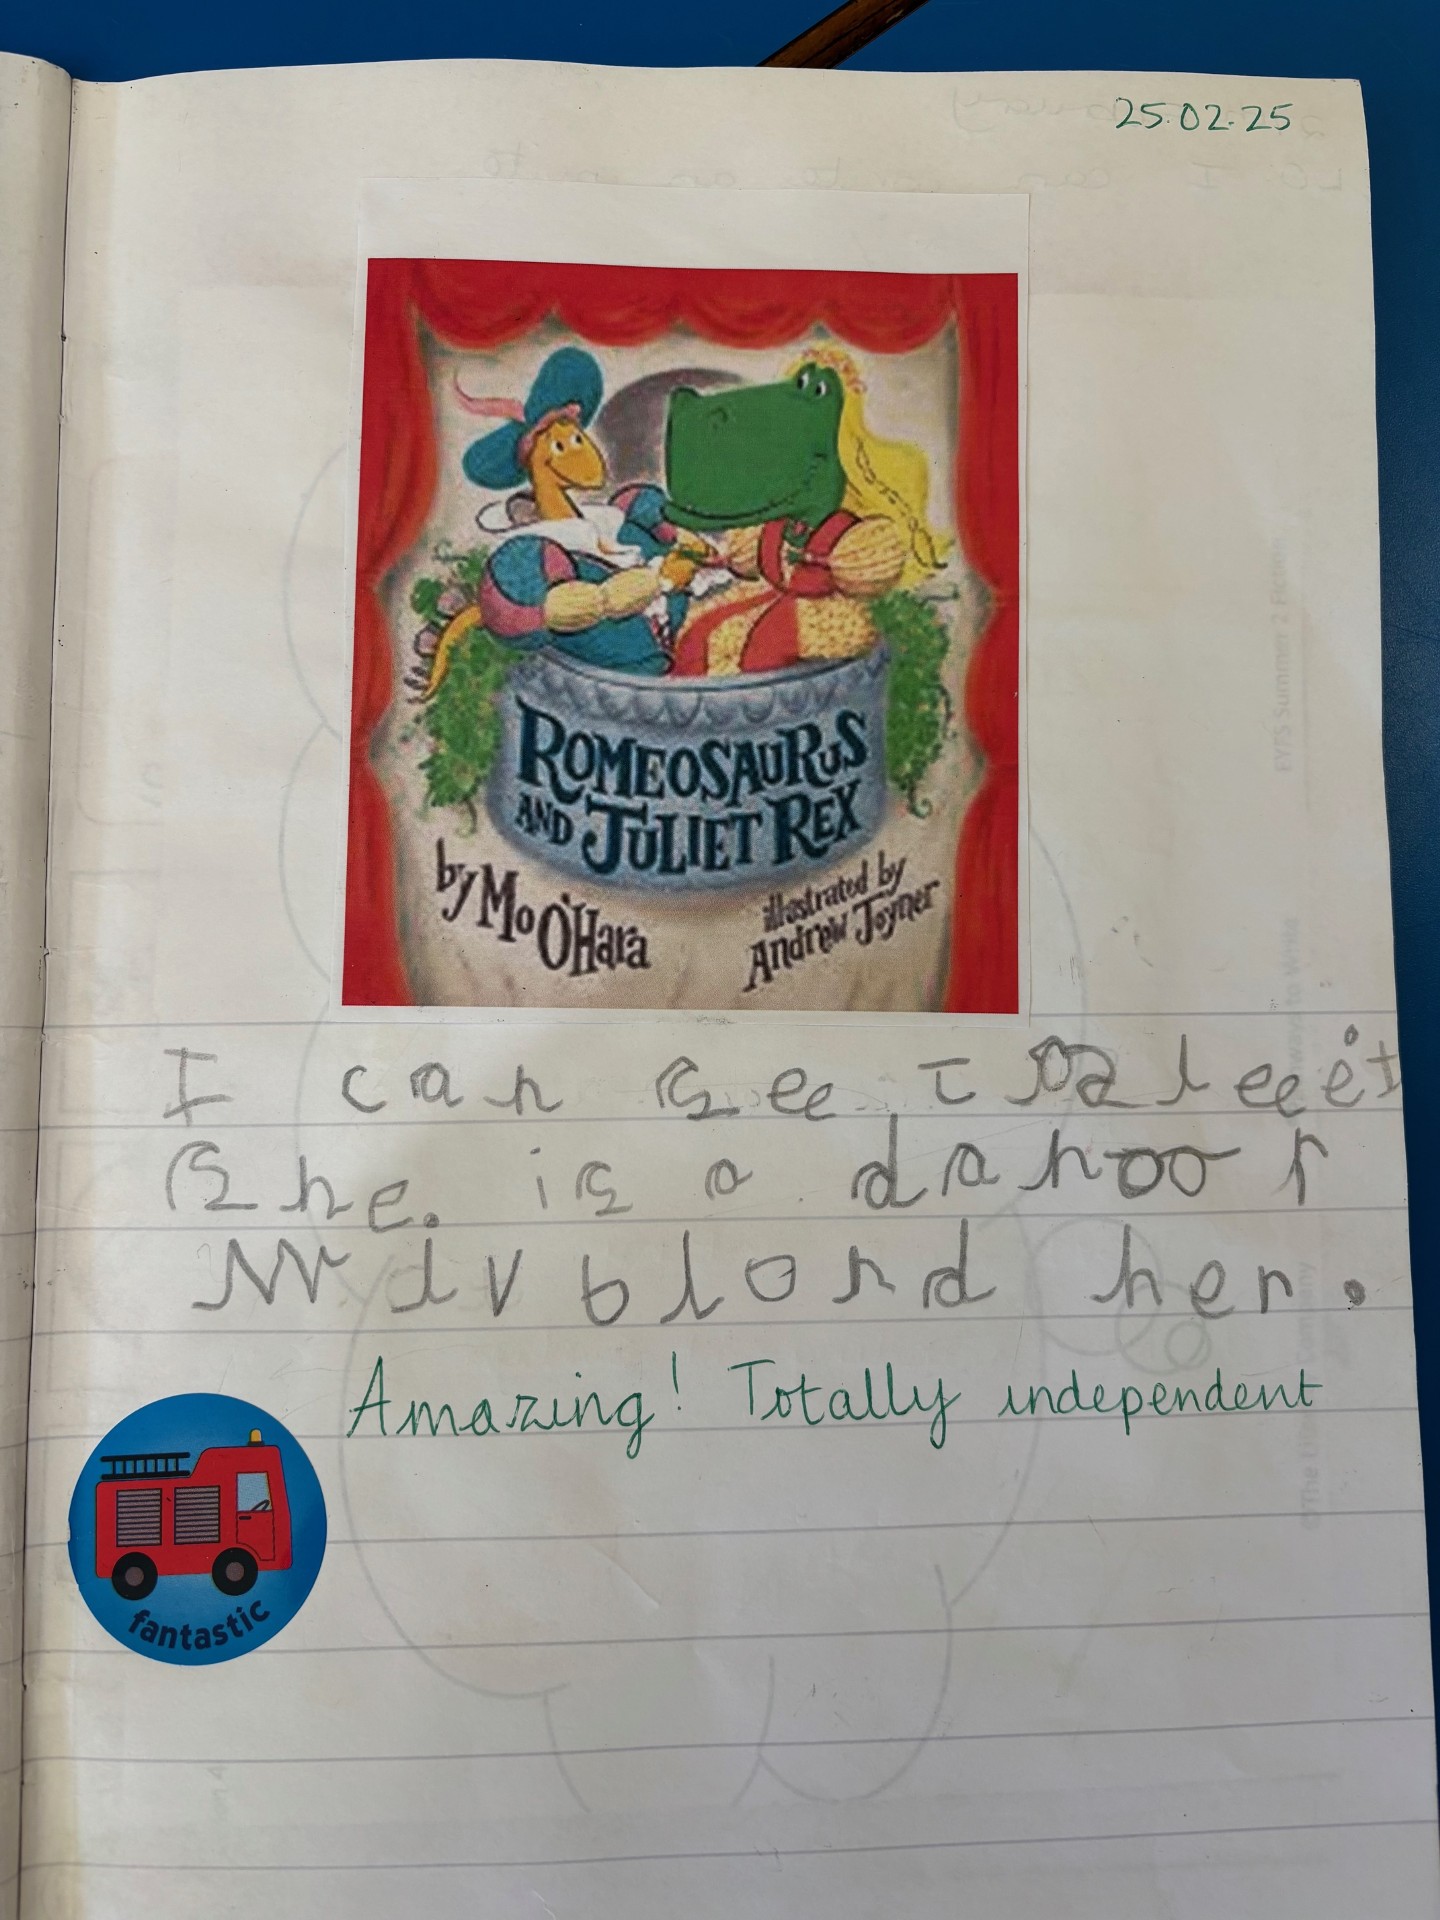 25.02.25
ROMEOSAURUS
AND JULIET REX
by Mo O'Hara
illustrated by
Andrew Joyner
I can see
She. is a danoor
wiv blond her.
Amazing! Totally independent
fantastic